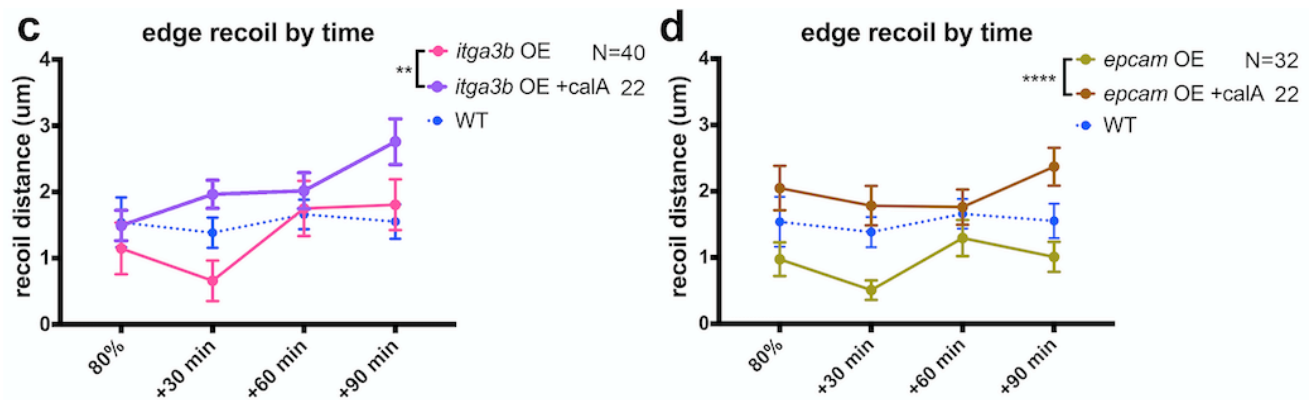 c
edge recoil by time
recoil distance (um)
4
3
2
1
0
80%
+30 min
+60 min
+90 min
** itga3b OE N=40
itga3b OE +calA 22
WT
d
edge recoil by time
recoil distance (um)
4
3
2
1
0
80%
+30 min
+60 min
+90 min
**** epcam OE N=32
epcam OE +calA 22
WT